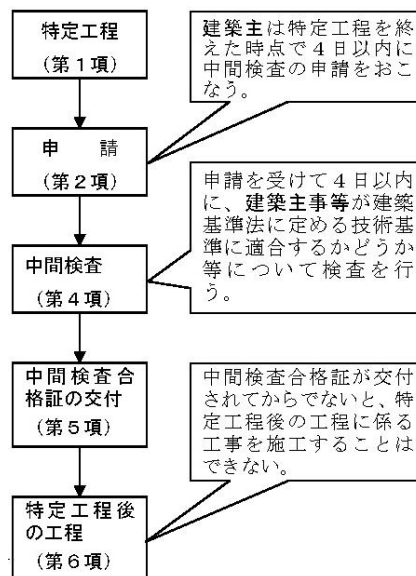 特定工程
(第１項)
建築主は特定工程を終
えた時点で４日以内に
中間検査の申請をおこ
なう。
申　請
(第２項)
申請を受けて４日以内
に、建築主事等が建築
基準法に定める技術基
準に適合するかどうか
等について検査を行
う。
中間検査
(第４項)
中間検査合
格証の交付
(第５項)
中間検査合格証が交付
されてからでないと、特
定工程後の工程に係る
工事を施工することは
できない。
特定工程後
の工程
(第６項)